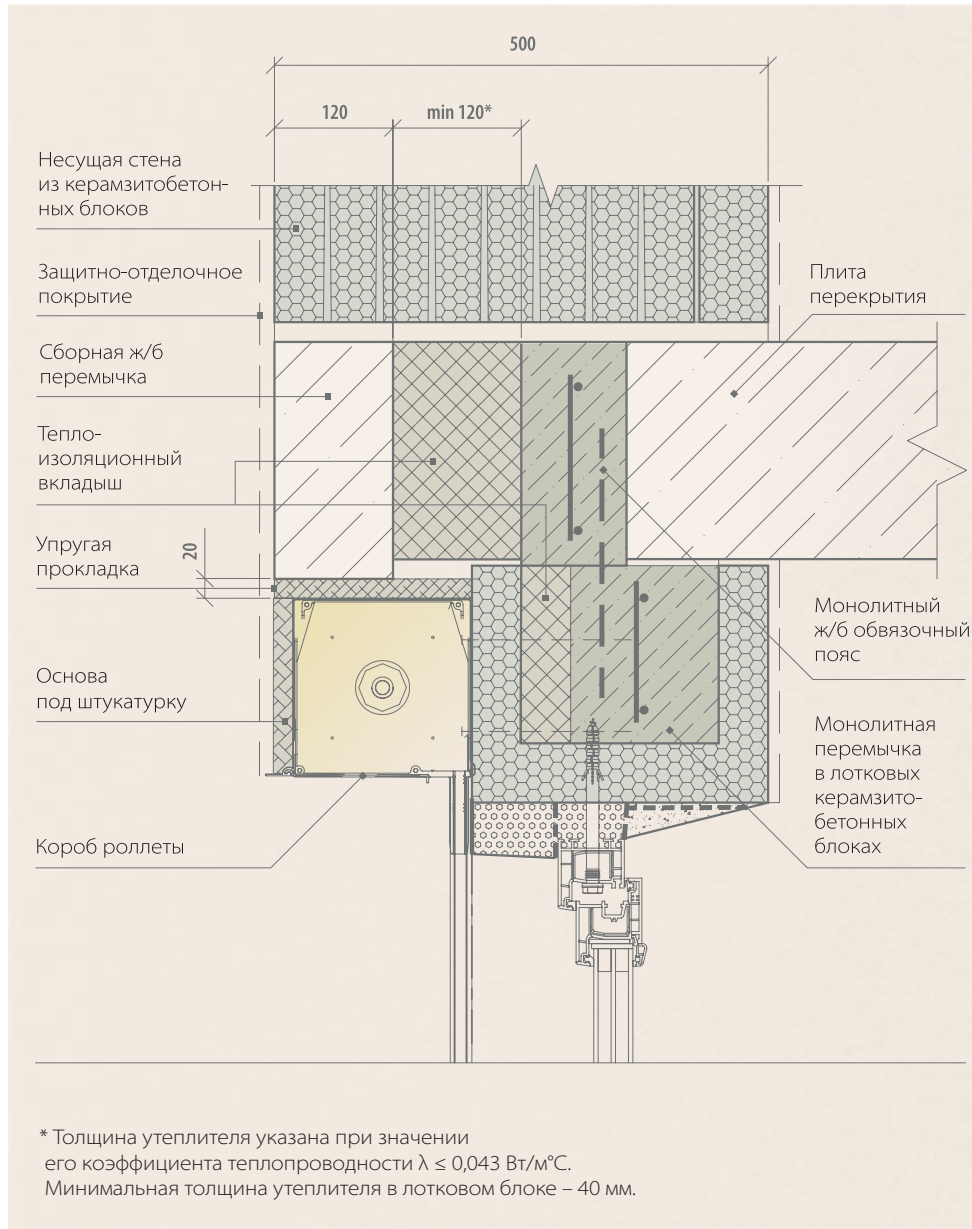 500
120
min 120*
Несущая стена
из керамзитобетон-
ных блоков
Защитно-отделочное
покрытие
Сборная ж/б
перемычка
Тепло-
изоляционный
вкладыш
Упругая
прокладка
20
Основа
под штукатурку
Короб роллеты
Плита
перекрытия
Монолитный
ж/б обвязочный
пояс
Монолитная
перемычка
в лотковых
керамзито-
бетонных
блоках
* Толщина утеплителя указана при значении
его коэффициента теплопроводности λ ≤ 0,043 Вт/м°С.
Минимальная толщина утеплителя в лотковом блоке – 40 мм.